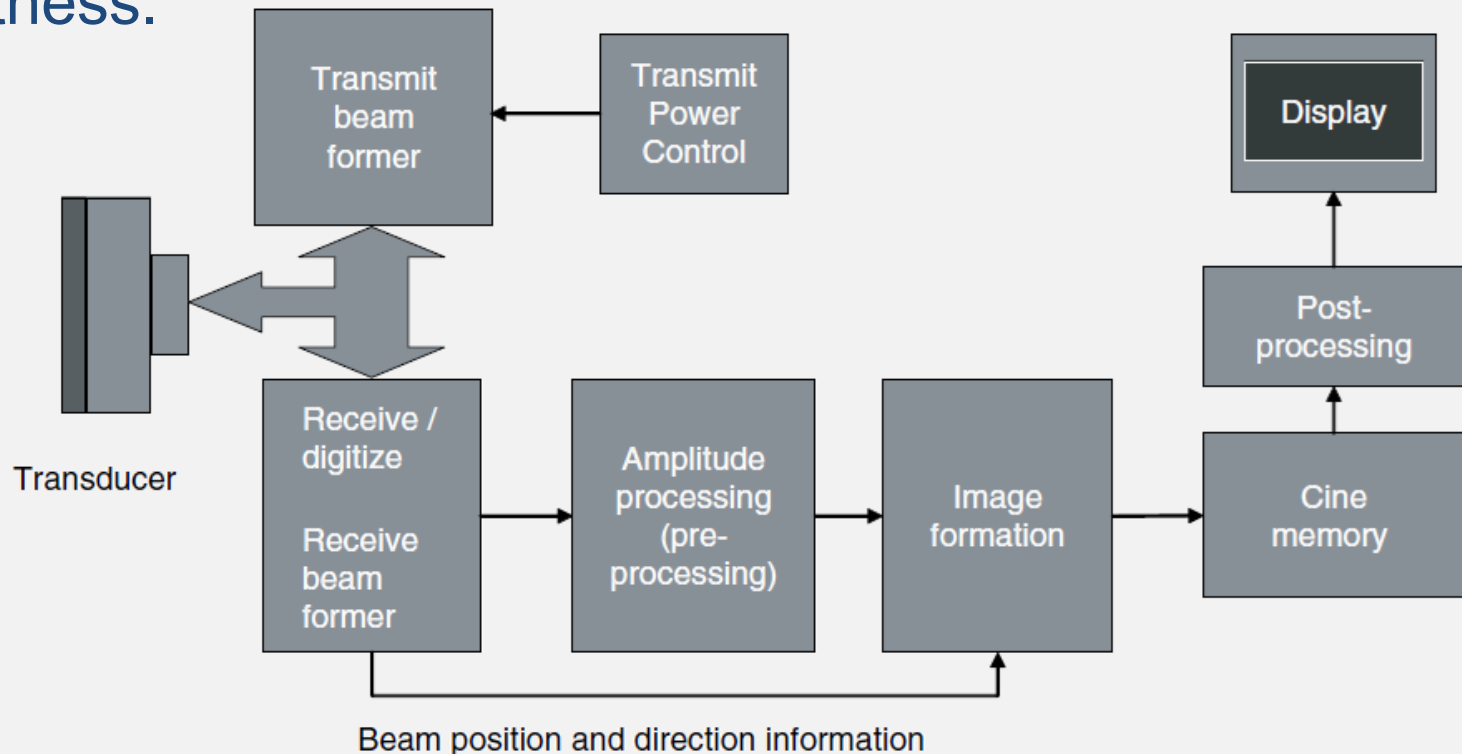 Transmit
beam
former
Transmit
Power
Control
Display
Post-
processing
Transducer
Receive /
digitize
Receive
beam
former
Amplitude
processing
(pre-
processing)
Image
formation
Cine
memory
Beam position and direction information